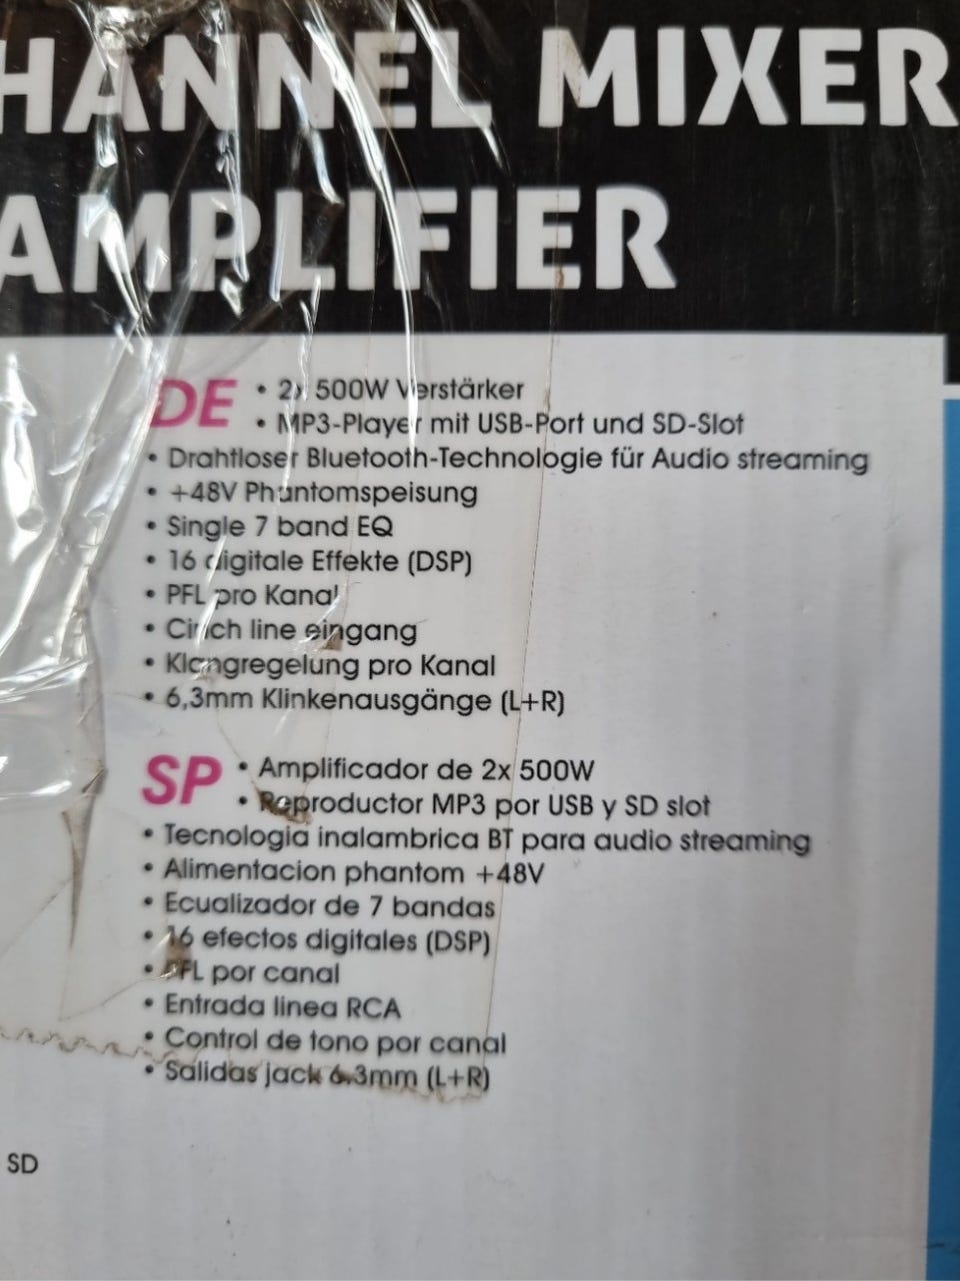 HANNEL MIXER
AMPLIFIER
DE • 2x 500W Verstärker
• MP3-Player mit USB-Port und SD-Slot
• Drahtloser Bluetooth-Technologie für Audio streaming
• +48V Phantomspeisung
• Single 7 band EQ
• 16 digitale Effekte (DSP)
• PFL pro Kanal
• Cinch line eingang
• Klangregelung pro Kanal
• 6,3mm Klinkenausgänge (L+R)
SP • Amplificador de 2x 500W
• Reproductor MP3 por USB y SD slot
• Tecnologia inalambrica BT para audio streaming
• Alimentacion phantom +48V
• Ecualizador de 7 bandas
• 16 efectos digitales (DSP)
• PFL por canal
• Entrada linea RCA
• Control de tono por canal
• Salidas jack 6.3mm (L+R)
SD